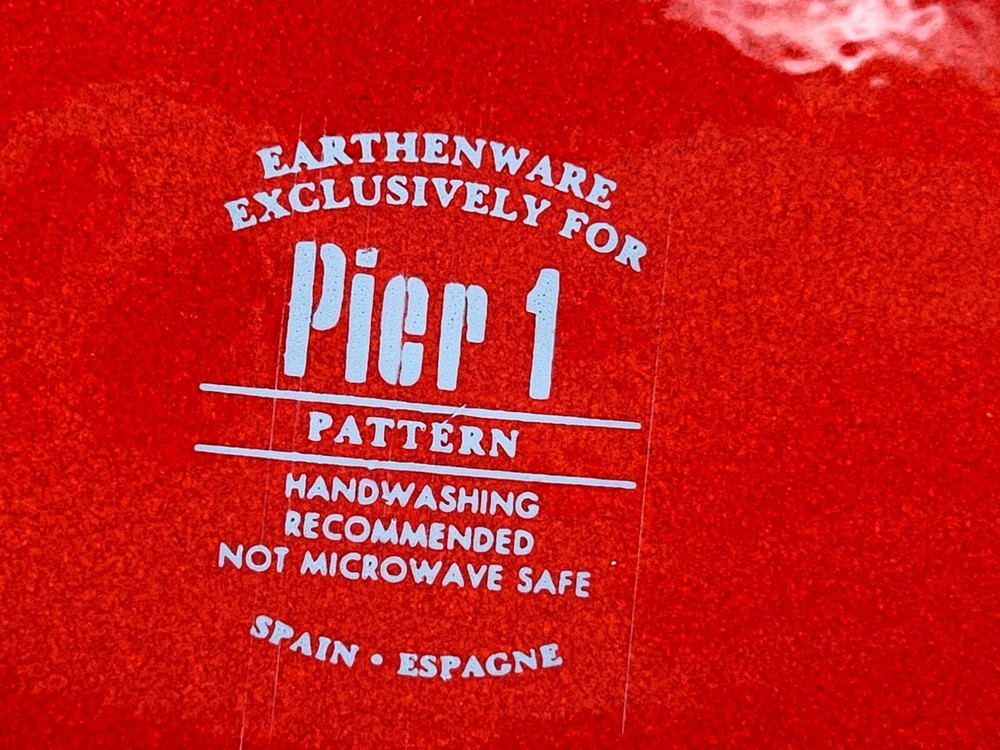 EARTHENWARE
EXCLUSIVELY FOR
Pier 1
PATTERN
HANDWASHING
RECOMMENDED
NOT MICROWAVE SAFE
SPAIN • ESPAGNE